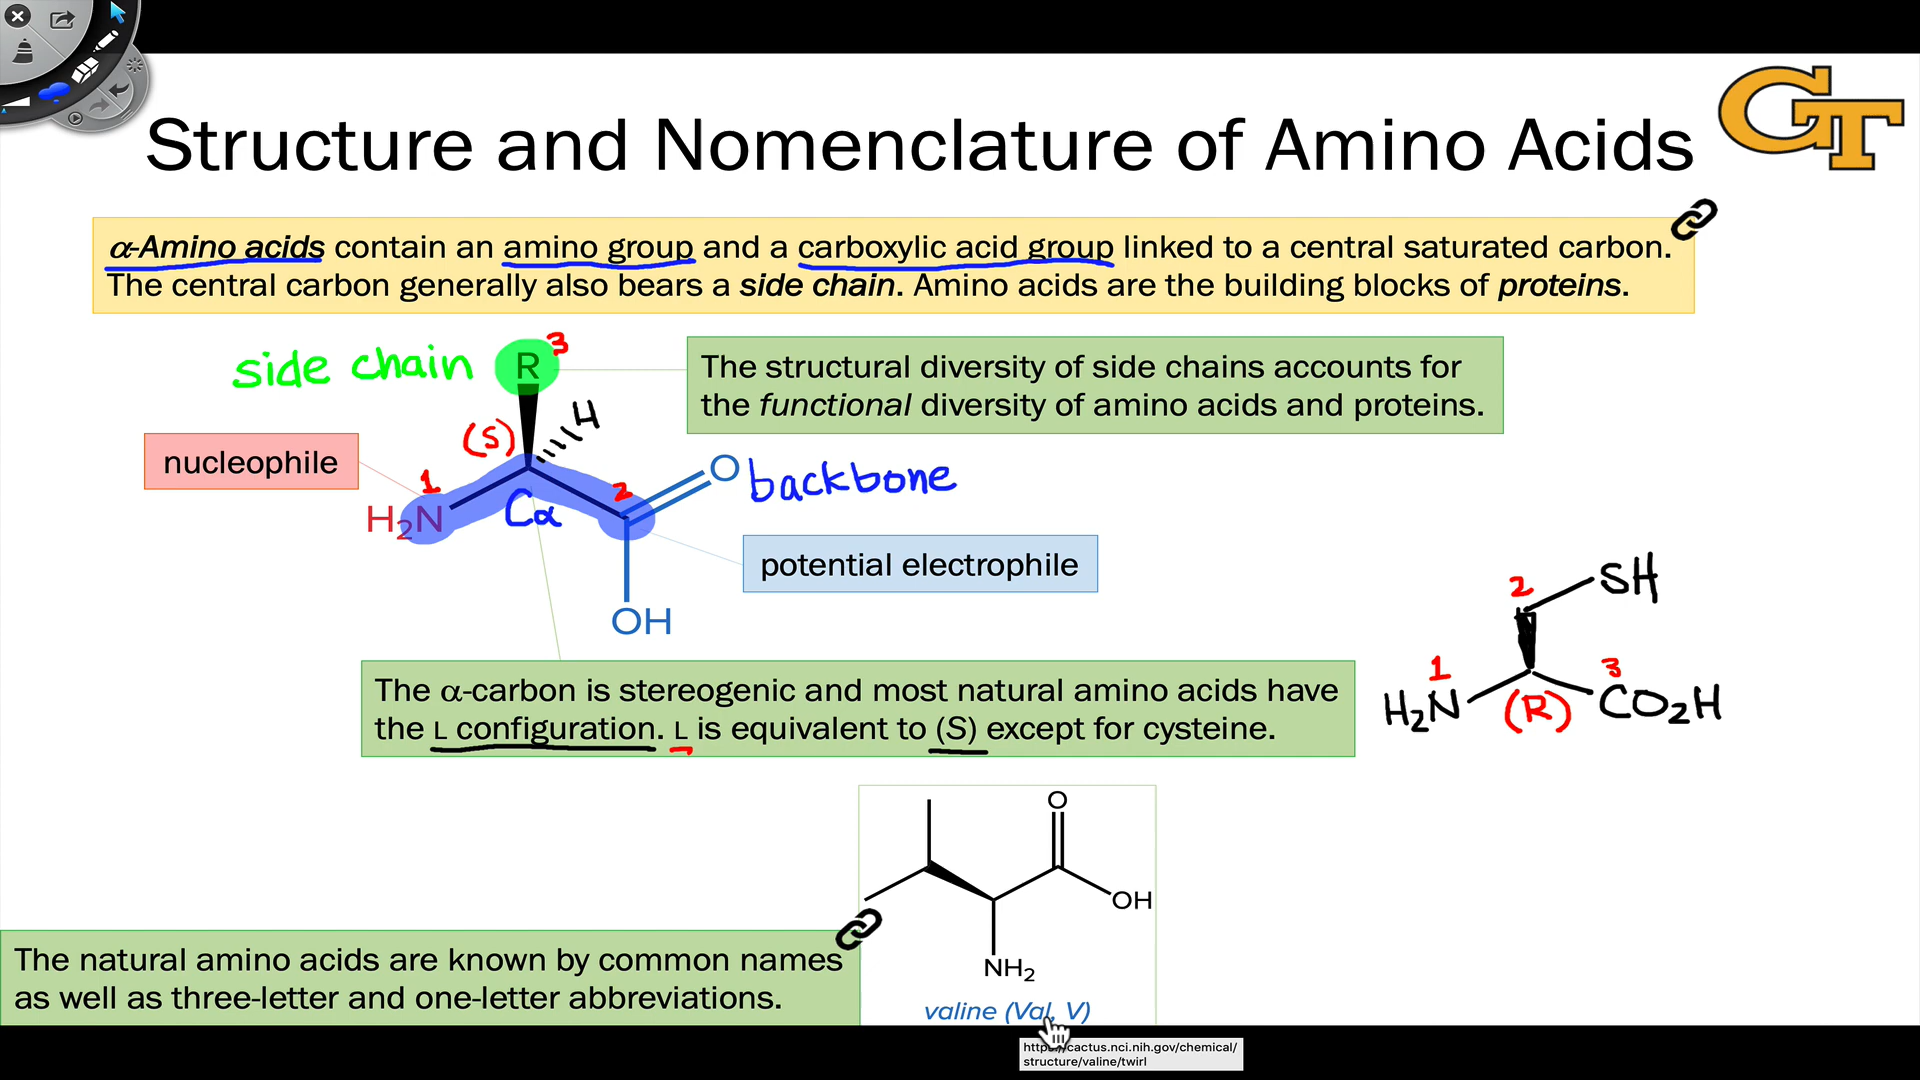 GT
Structure and Nomenclature of Amino Acids
α-Amino acids contain an amino group and a carboxylic acid group linked to a central saturated carbon.
The central carbon generally also bears a side chain. Amino acids are the building blocks of proteins.
side chain
R
3
The structural diversity of side chains accounts for
the functional diversity of amino acids and proteins.
H
(S)
nucleophile
1
2
O
backbone
H₂N
Cα
potential electrophile
OH
2
SH
1
3
H₂N
(R)
CO₂H
The α-carbon is stereogenic and most natural amino acids have
the L configuration. L is equivalent to (S) except for cysteine.
O
OH
NH₂
valine (Val, V)
The natural amino acids are known by common names
as well as three-letter and one-letter abbreviations.
https://cactus.nci.nih.gov/chemical/
structure/valine/twirl